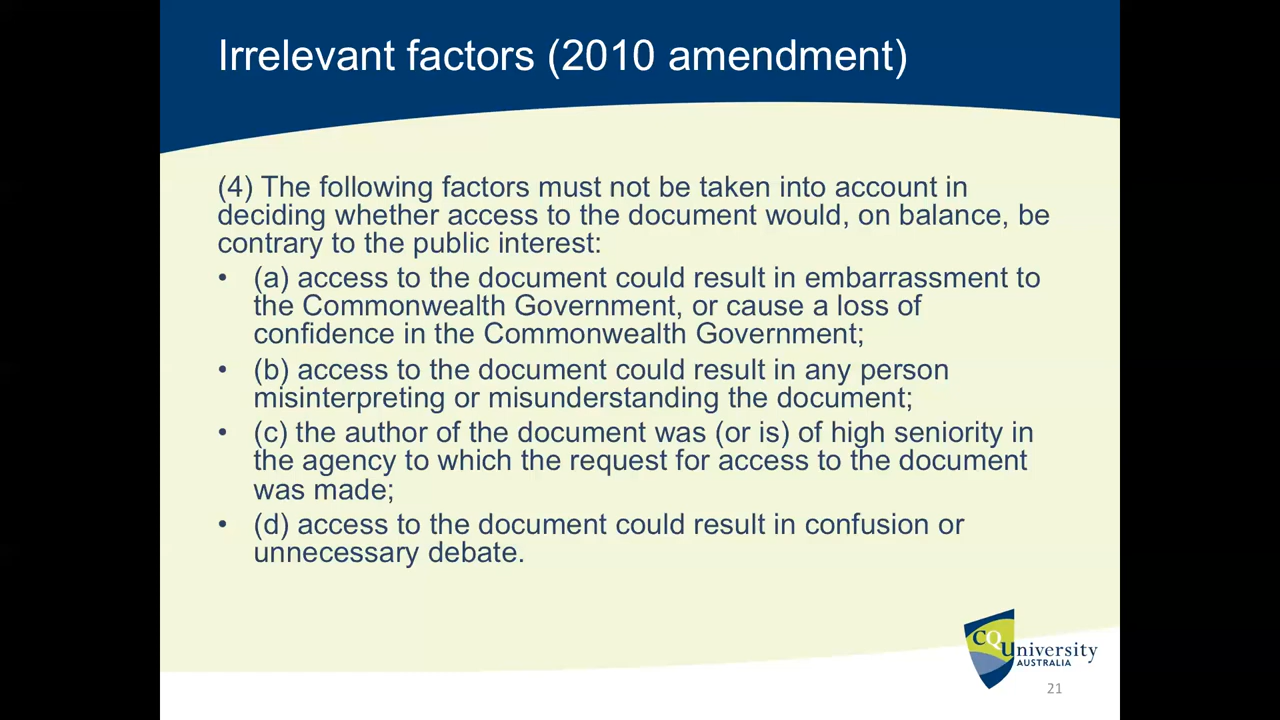 Irrelevant factors (2010 amendment)
(4) The following factors must not be taken into account in
deciding whether access to the document would, on balance, be
contrary to the public interest:
• (a) access to the document could result in embarrassment to
the Commonwealth Government, or cause a loss of
confidence in the Commonwealth Government;
• (b) access to the document could result in any person
misinterpreting or misunderstanding the document;
• (c) the author of the document was (or is) of high seniority in
the agency to which the request for access to the document
was made;
• (d) access to the document could result in confusion or
unnecessary debate.
CQUniversity
AUSTRALIA
21